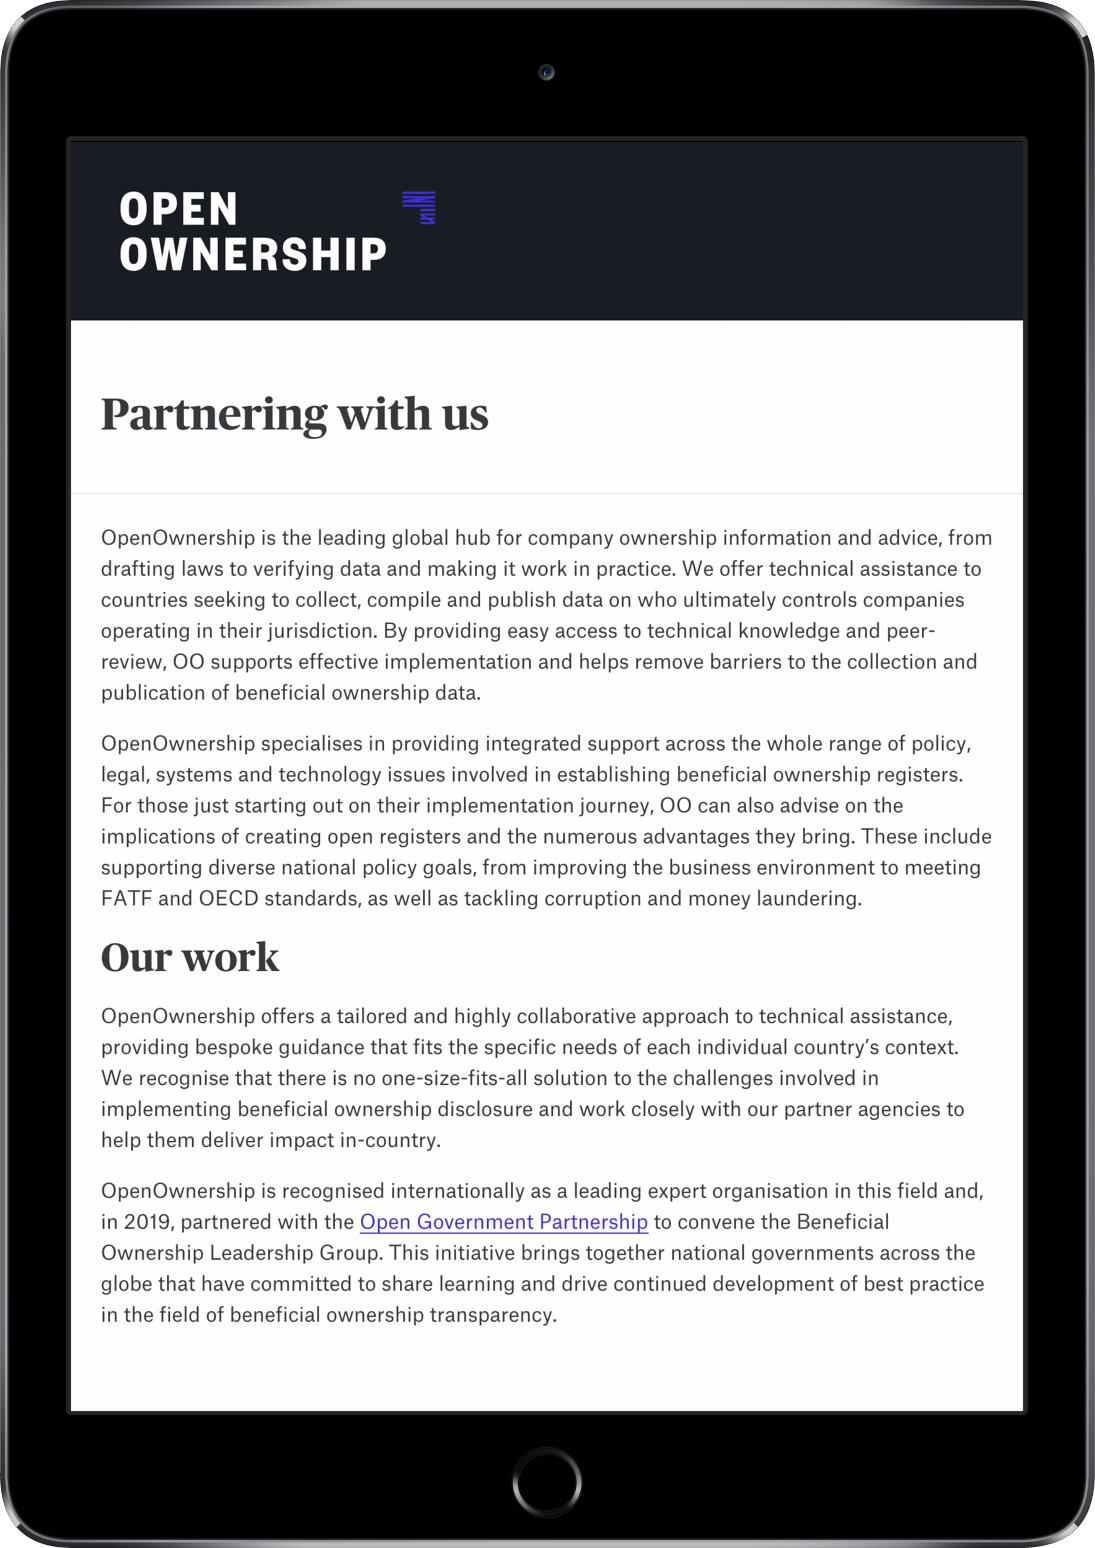 OPEN
OWNERSHIP
Partnering with us
OpenOwnership is the leading global hub for company ownership information and advice, from
drafting laws to verifying data and making it work in practice. We offer technical assistance to
countries seeking to collect, compile and publish data on who ultimately controls companies
operating in their jurisdiction. By providing easy access to technical knowledge and peer-
review, OO supports effective implementation and helps remove barriers to the collection and
publication of beneficial ownership data.
OpenOwnership specialises in providing integrated support across the whole range of policy,
legal, systems and technology issues involved in establishing beneficial ownership registers.
For those just starting out on their implementation journey, OO can also advise on the
implications of creating open registers and the numerous advantages they bring. These include
supporting diverse national policy goals, from improving the business environment to meeting
FATF and OECD standards, as well as tackling corruption and money laundering.
Our work
OpenOwnership offers a tailored and highly collaborative approach to technical assistance,
providing bespoke guidance that fits the specific needs of each individual country’s context.
We recognise that there is no one-size-fits-all solution to the challenges involved in
implementing beneficial ownership disclosure and work closely with our partner agencies to
help them deliver impact in-country.
OpenOwnership is recognised internationally as a leading expert organisation in this field and,
in 2019, partnered with the Open Government Partnership to convene the Beneficial
Ownership Leadership Group. This initiative brings together national governments across the
globe that have committed to share learning and drive continued development of best practice
in the field of beneficial ownership transparency.